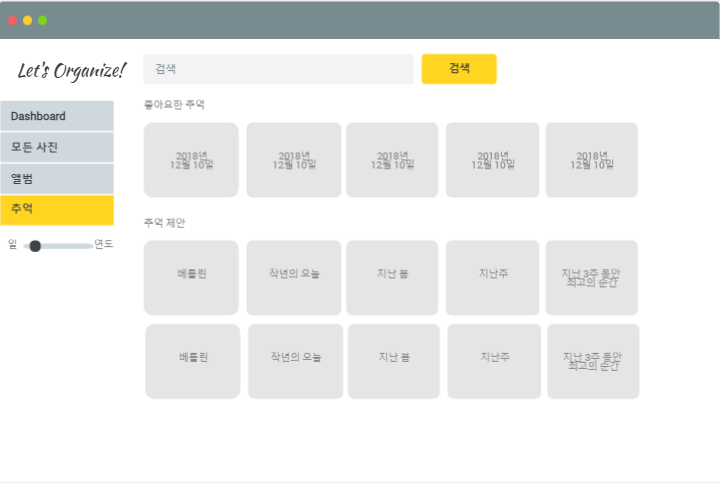 Let's Organize!
검색
검색
Dashboard
모든 사진
앨범
추억
일
연도
좋아요한 추억
2018년
12월 10일
2018년
12월 10일
2018년
12월 10일
2018년
12월 10일
2018년
12월 10일
추억 제안
베를린
작년의 오늘
지난 봄
지난주
지난 3주 동안
최고의 순간
베를린
작년의 오늘
지난 봄
지난주
지난 3주 동안
최고의 순간